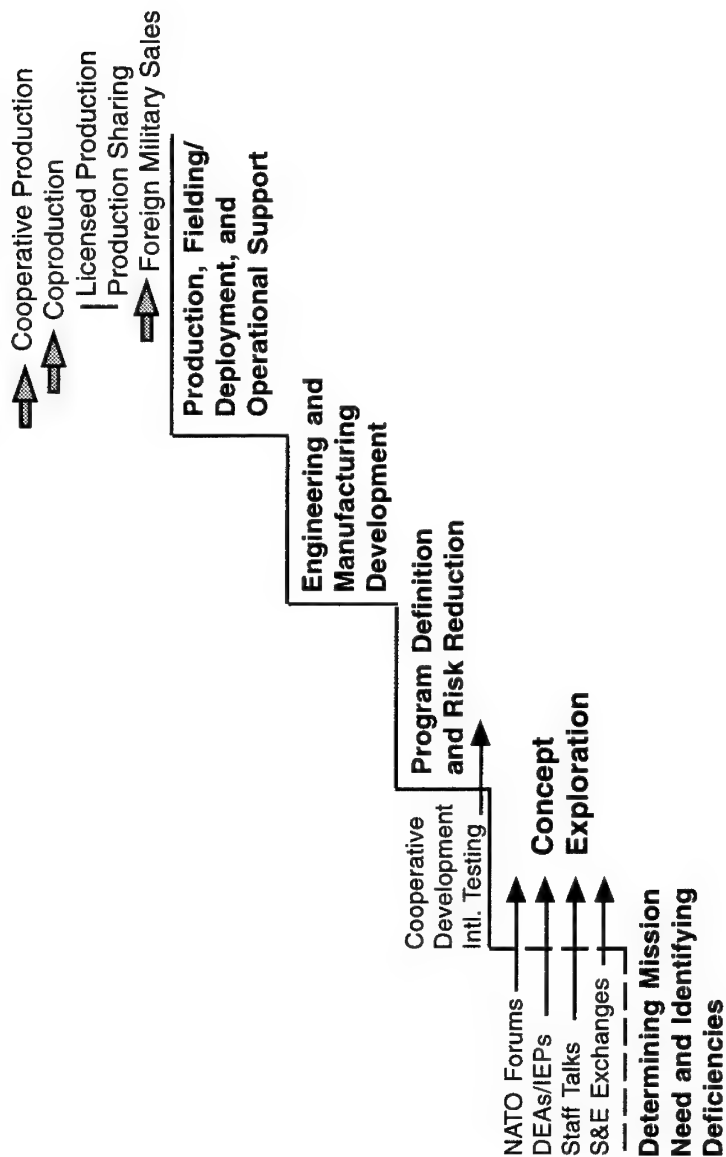 Cooperative Production
Coproduction
Licensed Production
Production Sharing
Foreign Military Sales
Production, Fielding/
Deployment, and
Operational Support
Engineering and
Manufacturing
Development
Program Definition
and Risk Reduction
Cooperative
Development
Intl. Testing
Concept
Exploration
NATO Forums
DEAs/IEPs
Staff Talks
S&E Exchanges
Determining Mission
Need and Identifying
Deficiencies